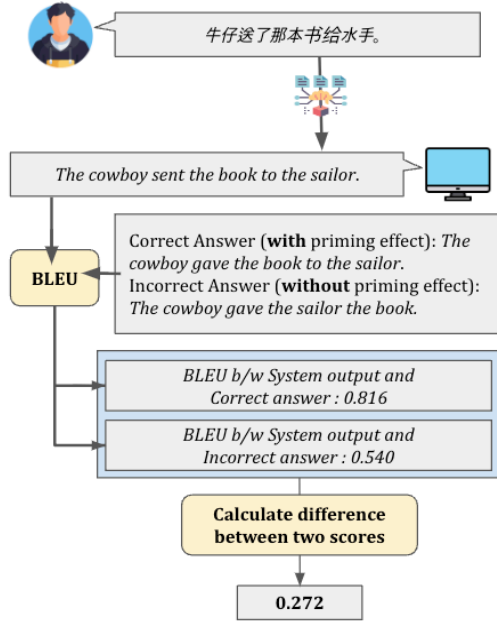 牛仔送了那本书给水手。
The cowboy sent the book to the sailor.
Correct Answer (with priming effect): The
cowboy gave the book to the sailor.
Incorrect Answer (without priming effect):
The cowboy gave the sailor the book.
BLEU
BLEU b/w System output and
Correct answer : 0.816
BLEU b/w System output and
Incorrect answer : 0.540
Calculate difference
between two scores
0.272